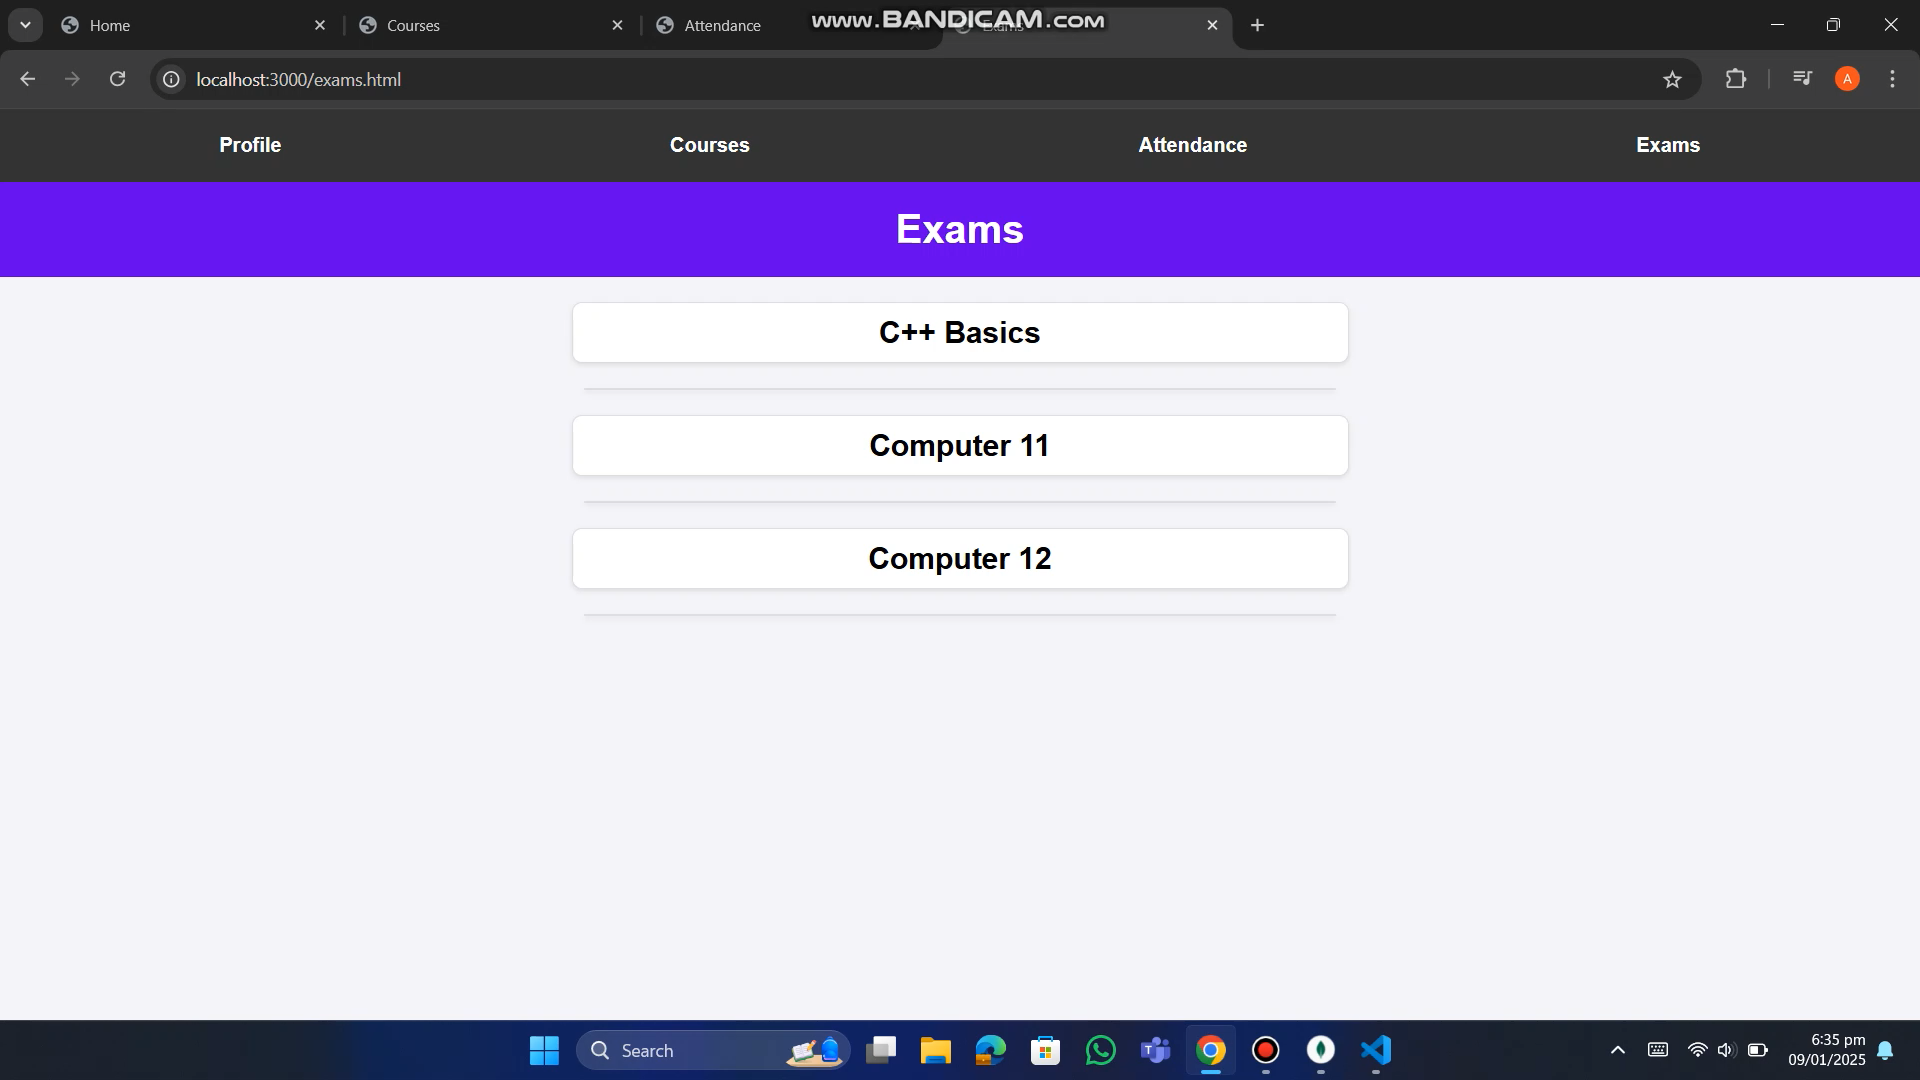 Home
Courses
Attendance
Exams
www.BANDICAM.com
localhost:3000/exams.html
A
Profile
Courses
Attendance
Exams
Exams
C++ Basics
Computer 11
Computer 12
Search
T
6:35 pm
09/01/2025